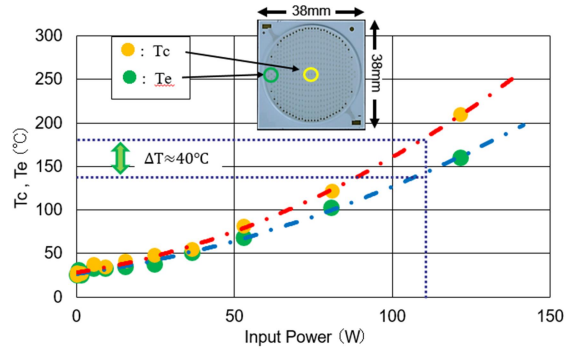 38mm
300
: Tc
: Te
38mm
250
200
ΔT≈40℃
150
100
50
0
Tc , Te (℃)
0
50
100
150
Input Power (W)